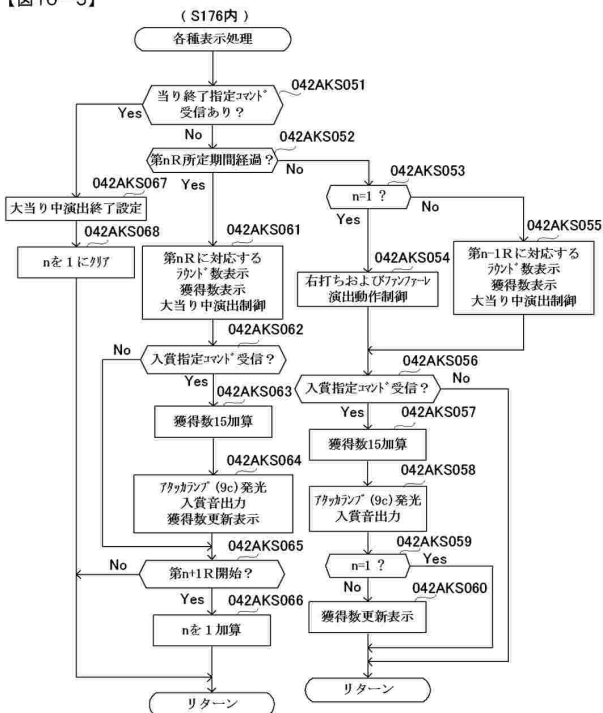 【図10-5】
(S176内)
各種表示処理
042AKS051
当り終了指定コマンド
受信あり?
Yes
No
042AKS052
第nR所定期間経過?
No
Yes
042AKS053
n=1 ?
Yes
No
042AKS067
大当り中演出終了設定
042AKS068
nを1にクリア
042AKS061
第nRに対応する
ラウンド数表示
獲得数表示
大当り中演出制御
042AKS054
右打ちおよびファンファーレ
演出動作制御
042AKS055
第n-1Rに対応する
ラウンド数表示
獲得数表示
大当り中演出制御
042AKS062
入賞指定コマンド受信?
No
Yes
042AKS063
獲得数15加算
042AKS064
アタッカランプ(9c)発光
入賞音出力
獲得数更新表示
042AKS065
第n+1R開始?
No
Yes
042AKS066
nを1加算
リターン
042AKS056
入賞指定コマンド受信?
No
Yes
042AKS057
獲得数15加算
042AKS058
アタッカランプ(9c)発光
入賞音出力
042AKS059
n=1 ?
Yes
No
042AKS060
獲得数更新表示
リターン